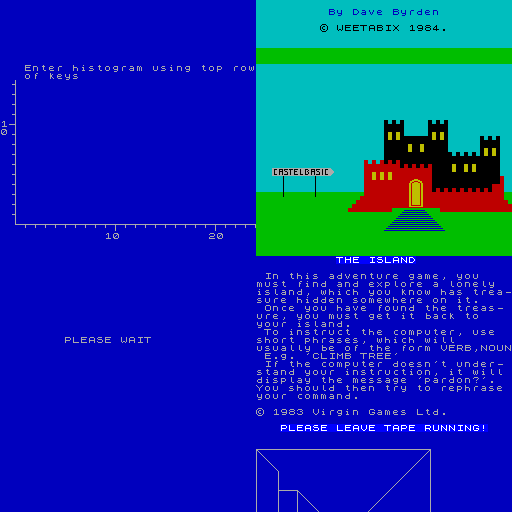 By Dave Byrden
© WEETABIX 1984.
Enter histogram using top row
of keys
10
CASTELBASIC
10
20
THE ISLAND
In this adventure game, you
must find and explore a lonely
island, which you know has trea-
sure hidden somewhere on it.
Once you have found the treas-
ure, you must get it back to
your island.
To instruct the computer, use
short phrases, which will
usually be of the form VERB,NOUN
E.g. 'CLIMB TREE'
If the computer doesn't under-
stand your instruction, it will
display the message 'pardon?'.
You should then try to rephrase
your command.
© 1983 Virgin Games Ltd.
PLEASE LEAVE TAPE RUNNING!
PLEASE WAIT